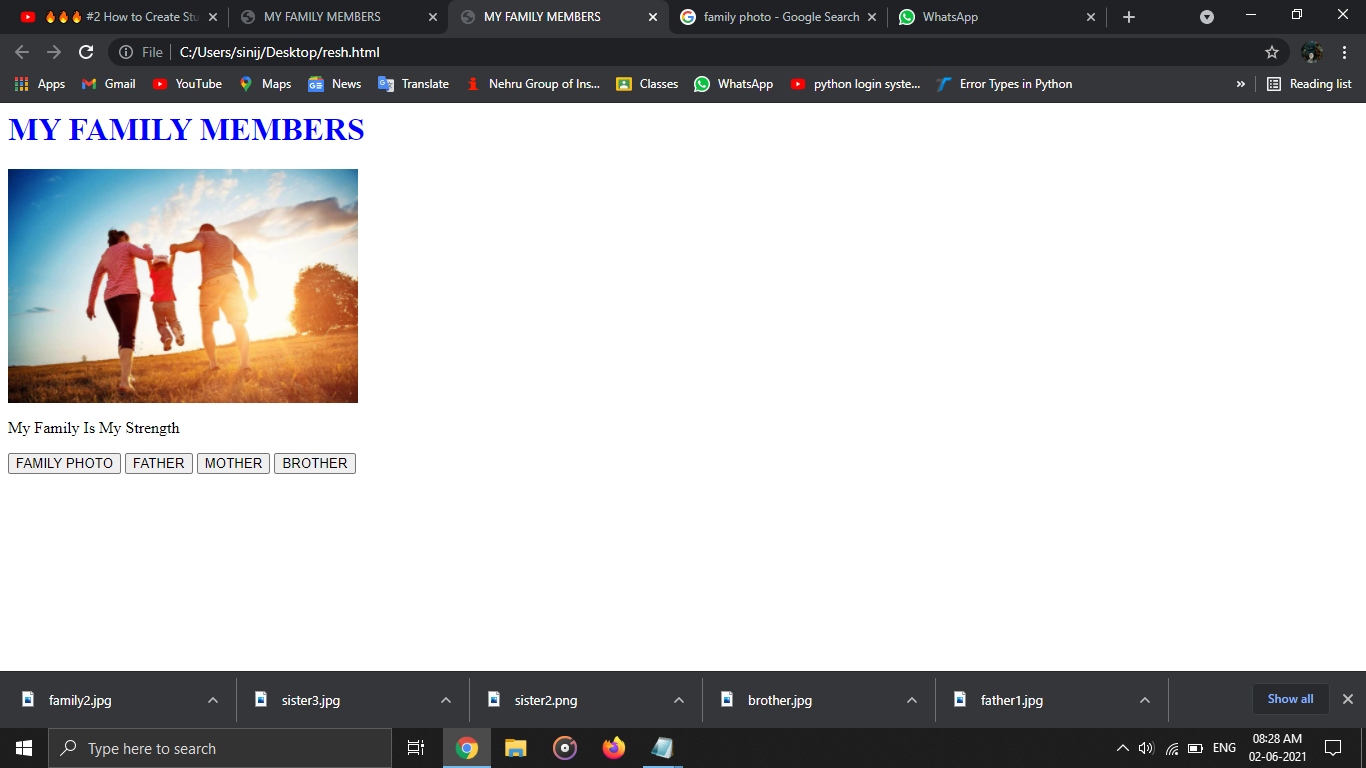 🔥🔥🔥 #2 How to Create Stu
MY FAMILY MEMBERS
MY FAMILY MEMBERS
family photo - Google Search
WhatsApp
File
C:/Users/sinij/Desktop/resh.html
Apps
Gmail
YouTube
Maps
News
Translate
Nehru Group of Ins...
Classes
WhatsApp
python login syste...
Error Types in Python
»
Reading list
MY FAMILY MEMBERS
My Family Is My Strength
FAMILY PHOTO
FATHER
MOTHER
BROTHER
family2.jpg
sister3.jpg
sister2.png
brother.jpg
father1.jpg
Show all
Type here to search
ENG
08:28 AM
02-06-2021